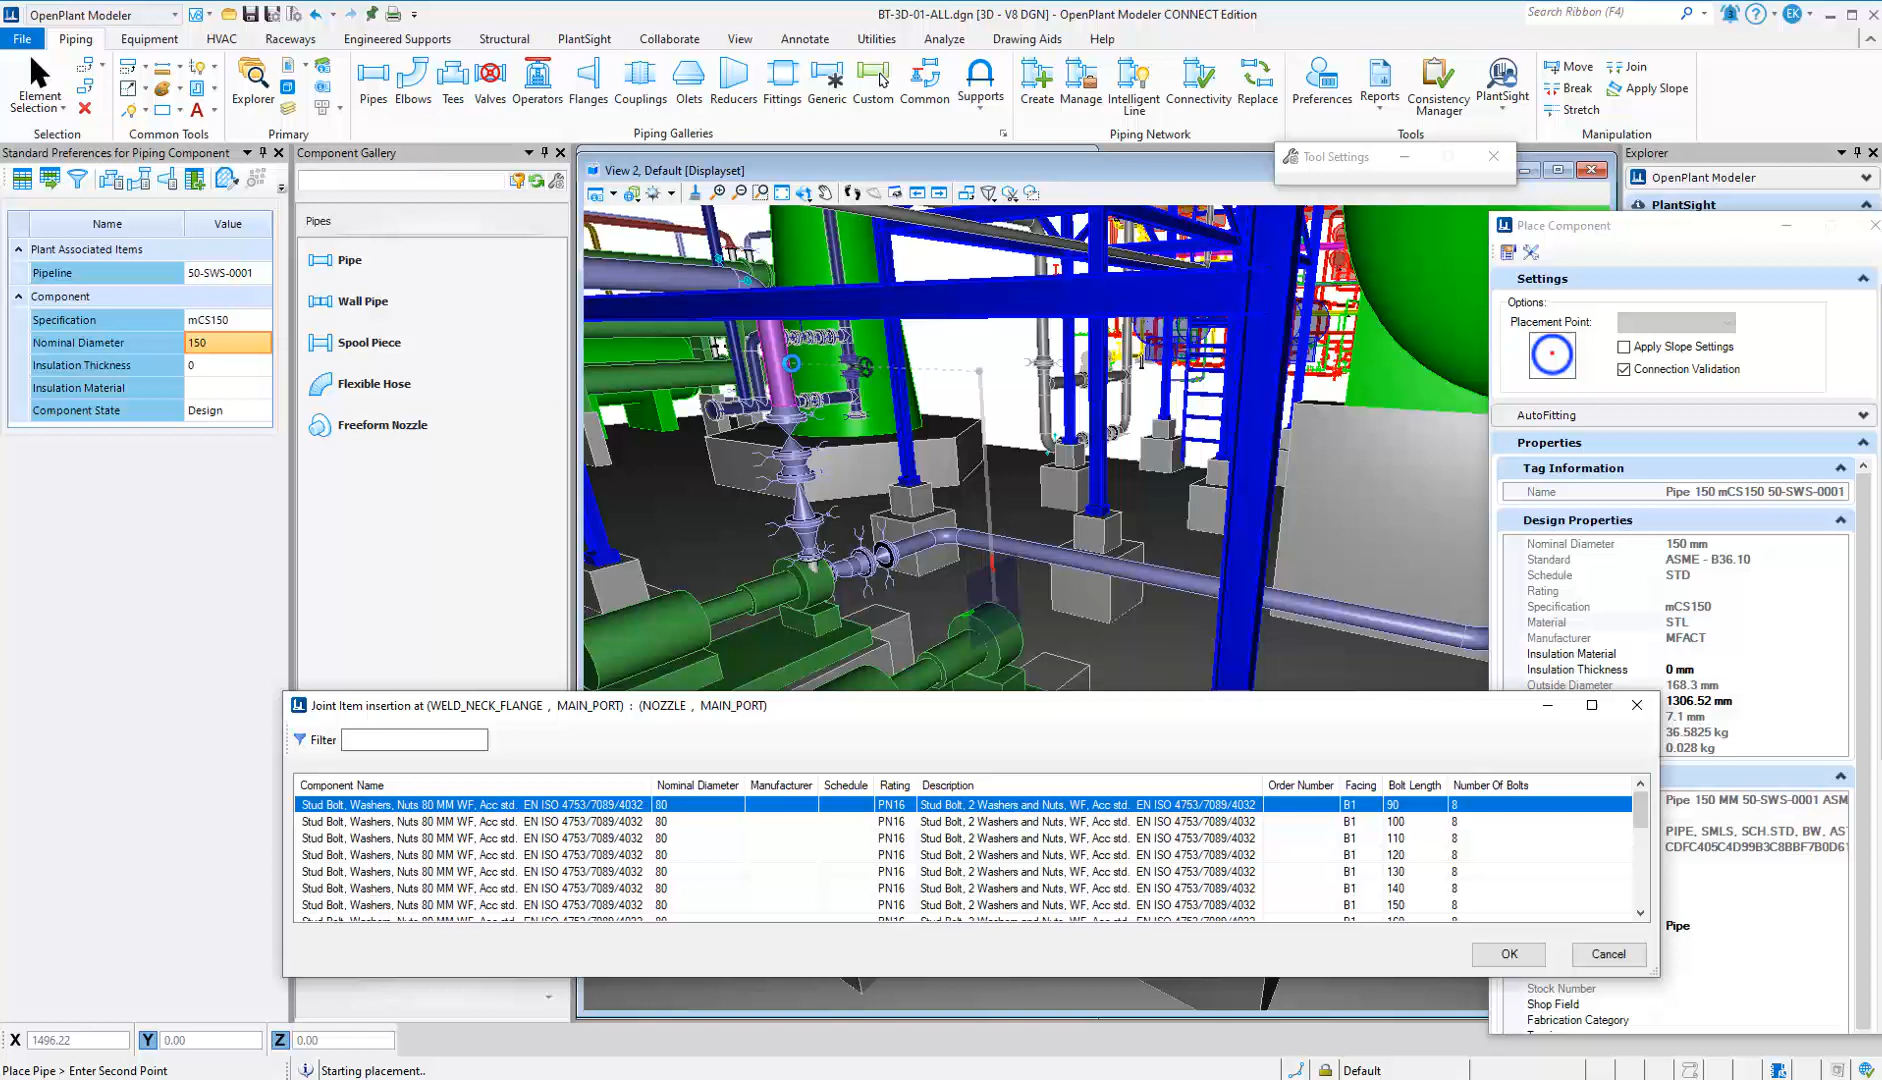 OpenPlant Modeler
BT-3D-01-ALL.dgn [3D - V8 DGN] - OpenPlant Modeler CONNECT Edition
Search Ribbon (F4)
EK
File
Piping
Equipment
HVAC
Raceways
Engineered Supports
Structural
PlantSight
Collaborate
View
Annotate
Utilities
Analyze
Drawing Aids
Help
Element
Selection
Explorer
Pipes
Elbows
Tees
Valves
Operators
Flanges
Couplings
Olets
Reducers
Fittings
Generic
Custom
Common
Supports
Create
Manage
Intelligent
Line
Connectivity
Replace
Preferences
Reports
Consistency
Manager
PlantSight
Move
Join
Break
Apply Slope
Stretch
Selection
Common Tools
Primary
Piping Galleries
Piping Network
Tools
Manipulation
Standard Preferences for Piping Component
Name Value
Plant Associated Items
Pipeline 50-SWS-0001
Component
Specification mCS150
Nominal Diameter 150
Insulation Thickness 0
Insulation Material
Component State Design
Component Gallery
Pipes
Pipe
Wall Pipe
Spool Piece
Flexible Hose
Freeform Nozzle
View 2, Default [Displayset]
Tool Settings
Explorer
OpenPlant Modeler
PlantSight
Place Component
Settings
Options:
Placement Point:
Apply Slope Settings
Connection Validation
AutoFitting
Properties
Tag Information
Name Pipe 150 mCS150 50-SWS-0001
Design Properties
Nominal Diameter 150 mm
Standard ASME - B36.10
Schedule STD
Rating
Specification mCS150
Material STL
Manufacturer MFACT
Insulation Material
Insulation Thickness 0 mm
Outside Diameter 168.3 mm
1306.52 mm
7.1 mm
36.5825 kg
0.028 kg
Pipe 150 MM 50-SWS-0001 ASM
PIPE, SMLS, SCH.STD, BW, AS
CDFC405C4D99B3C8BBF7B0D61
Pipe
Stock Number
Shop Field
Fabrication Category
Joint Item insertion at (WELD_NECK_FLANGE , MAIN_PORT) : (NOZZLE , MAIN_PORT)
Filter
Component Name Nominal Diameter Manufacturer Schedule Rating Description Order Number Facing Bolt Length Number Of Bolts
Stud Bolt, Washers, Nuts 80 MM WF, Acc std. EN ISO 4753/7089/4032 80 PN16 Stud Bolt, 2 Washers and Nuts, WF, Acc std. EN ISO 4753/7089/4032 B1 90 8
Stud Bolt, Washers, Nuts 80 MM WF, Acc std. EN ISO 4753/7089/4032 80 PN16 Stud Bolt, 2 Washers and Nuts, WF, Acc std. EN ISO 4753/7089/4032 B1 100 8
Stud Bolt, Washers, Nuts 80 MM WF, Acc std. EN ISO 4753/7089/4032 80 PN16 Stud Bolt, 2 Washers and Nuts, WF, Acc std. EN ISO 4753/7089/4032 B1 110 8
Stud Bolt, Washers, Nuts 80 MM WF, Acc std. EN ISO 4753/7089/4032 80 PN16 Stud Bolt, 2 Washers and Nuts, WF, Acc std. EN ISO 4753/7089/4032 B1 120 8
Stud Bolt, Washers, Nuts 80 MM WF, Acc std. EN ISO 4753/7089/4032 80 PN16 Stud Bolt, 2 Washers and Nuts, WF, Acc std. EN ISO 4753/7089/4032 B1 130 8
Stud Bolt, Washers, Nuts 80 MM WF, Acc std. EN ISO 4753/7089/4032 80 PN16 Stud Bolt, 2 Washers and Nuts, WF, Acc std. EN ISO 4753/7089/4032 B1 140 8
Stud Bolt, Washers, Nuts 80 MM WF, Acc std. EN ISO 4753/7089/4032 80 PN16 Stud Bolt, 2 Washers and Nuts, WF, Acc std. EN ISO 4753/7089/4032 B1 150 8
OK
Cancel
X 1496.22 Y 0.00 Z 0.00
Place Pipe > Enter Second Point
Starting placement..
Default